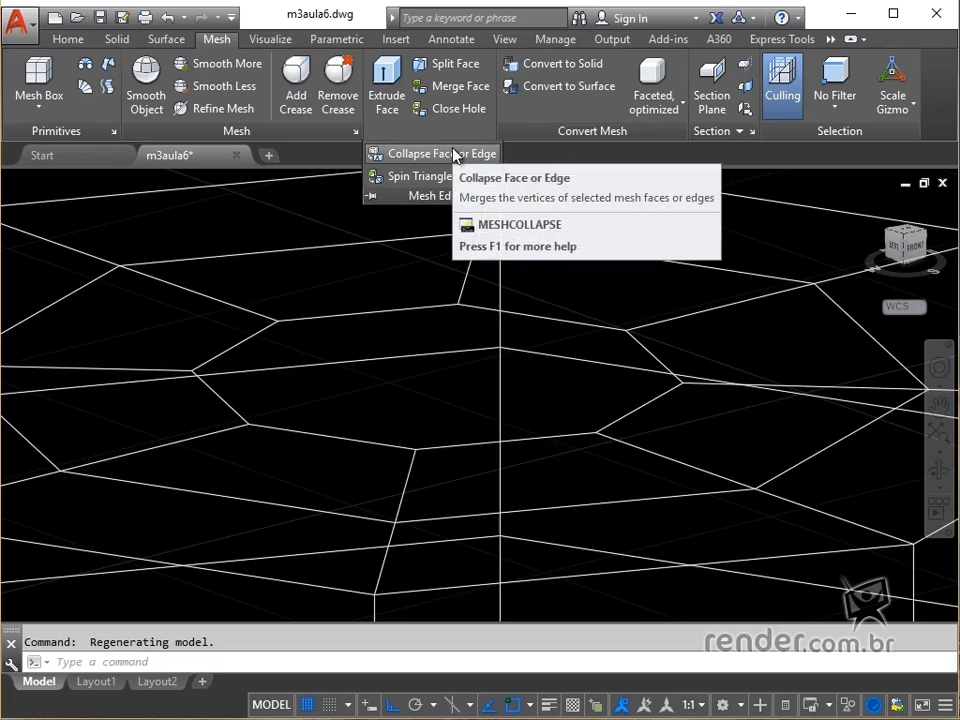 m3aula6.dwg
Type a keyword or phrase
Sign In
Home Solid Surface Mesh Visualize Parametric Insert Annotate View Manage Output Add-ins A360 Express Tools
Mesh Box
Smooth Object
Smooth More
Smooth Less
Refine Mesh
Add Crease
Remove Crease
Extrude Face
Split Face
Merge Face
Close Hole
Convert to Solid
Convert to Surface
Faceted, optimized
Section Plane
Culling
No Filter
Scale Gizmo
Primitives Mesh Convert Mesh Section Selection
Start m3aula6*
Collapse Face or Edge
Spin Triangle
Mesh Ed
Collapse Face or Edge
Merges the vertices of selected mesh faces or edges
MESHCOLLAPSE
Press F1 for more help
LEFT FRONT
WCS
render.com.br
Command: Regenerating model.
Type a command
Model Layout1 Layout2
MODEL 1:1